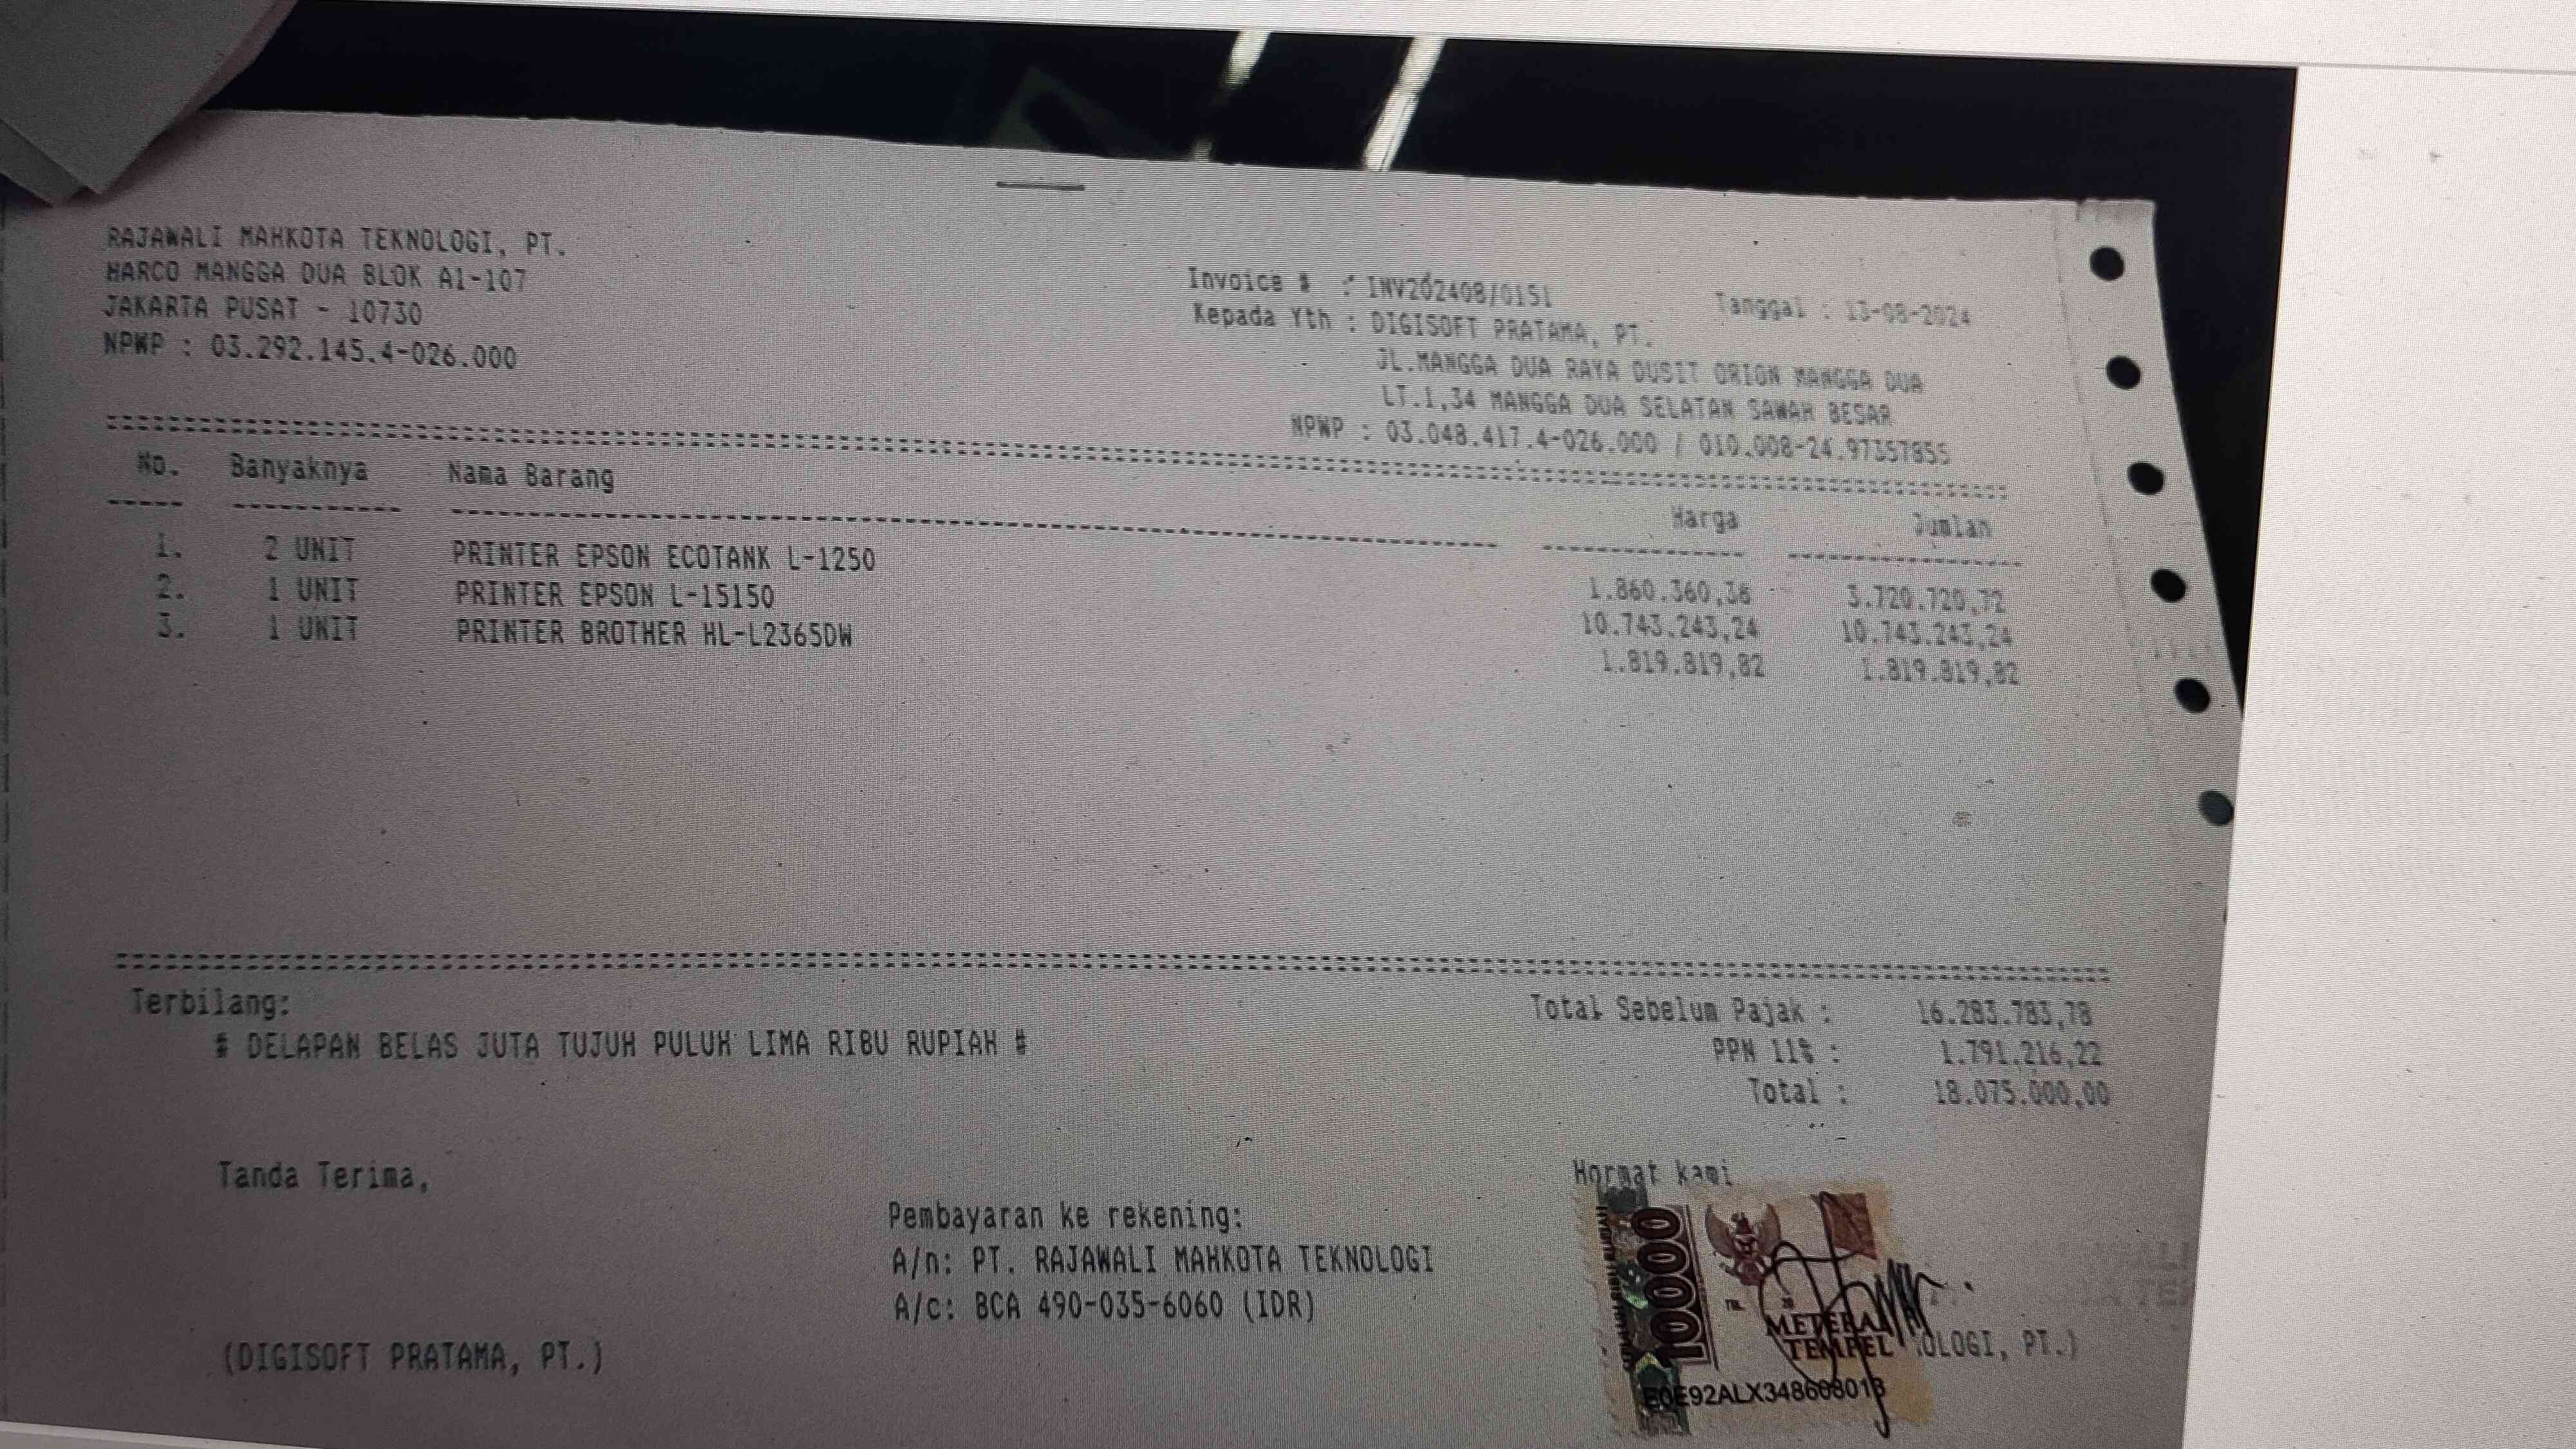 RAJAWALI MAHKOTA TEKNOLOGI, PT.
HARCO MANGGA DUA BLOK A1-107
JAKARTA PUSAT - 10730
NPWP : 03.292.145.4-026.000
Invoice # : INV202408/0151 Tanggal : 13-08-2024
Kepada Yth : DIGISOFT PRATAMA, PT.
JL.MANGGA DUA RAYA DUSIT ORION MANGGA DUA
LT.1,34 MANGGA DUA SELATAN SAWAH BESAR
NPWP : 03.048.417.4-026.000 / 010.008-24.97357855
No. Banyaknya Nama Barang Harga Jumlah
1. 2 UNIT PRINTER EPSON ECOTANK L-1250 1.860.360,36 3.720.720,72
2. 1 UNIT PRINTER EPSON L-15150 10.743.243,24 10.743.243,24
3. 1 UNIT PRINTER BROTHER HL-L2365DW 1.819.819,82 1.819.819,82
Terbilang:
# DELAPAN BELAS JUTA TUJUH PULUH LIMA RIBU RUPIAH #
Total Sebelum Pajak : 16.283.783,78
PPN 11% : 1.791.216,22
Total : 18.075.000,00
Tanda Terima,
(DIGISOFT PRATAMA, PT.)
Pembayaran ke rekening:
A/n: PT. RAJAWALI MAHKOTA TEKNOLOGI
A/c: BCA 490-035-6060 (IDR)
Hormat kami
10000
METERAI
TEMPEL
OLOGI, PT.)